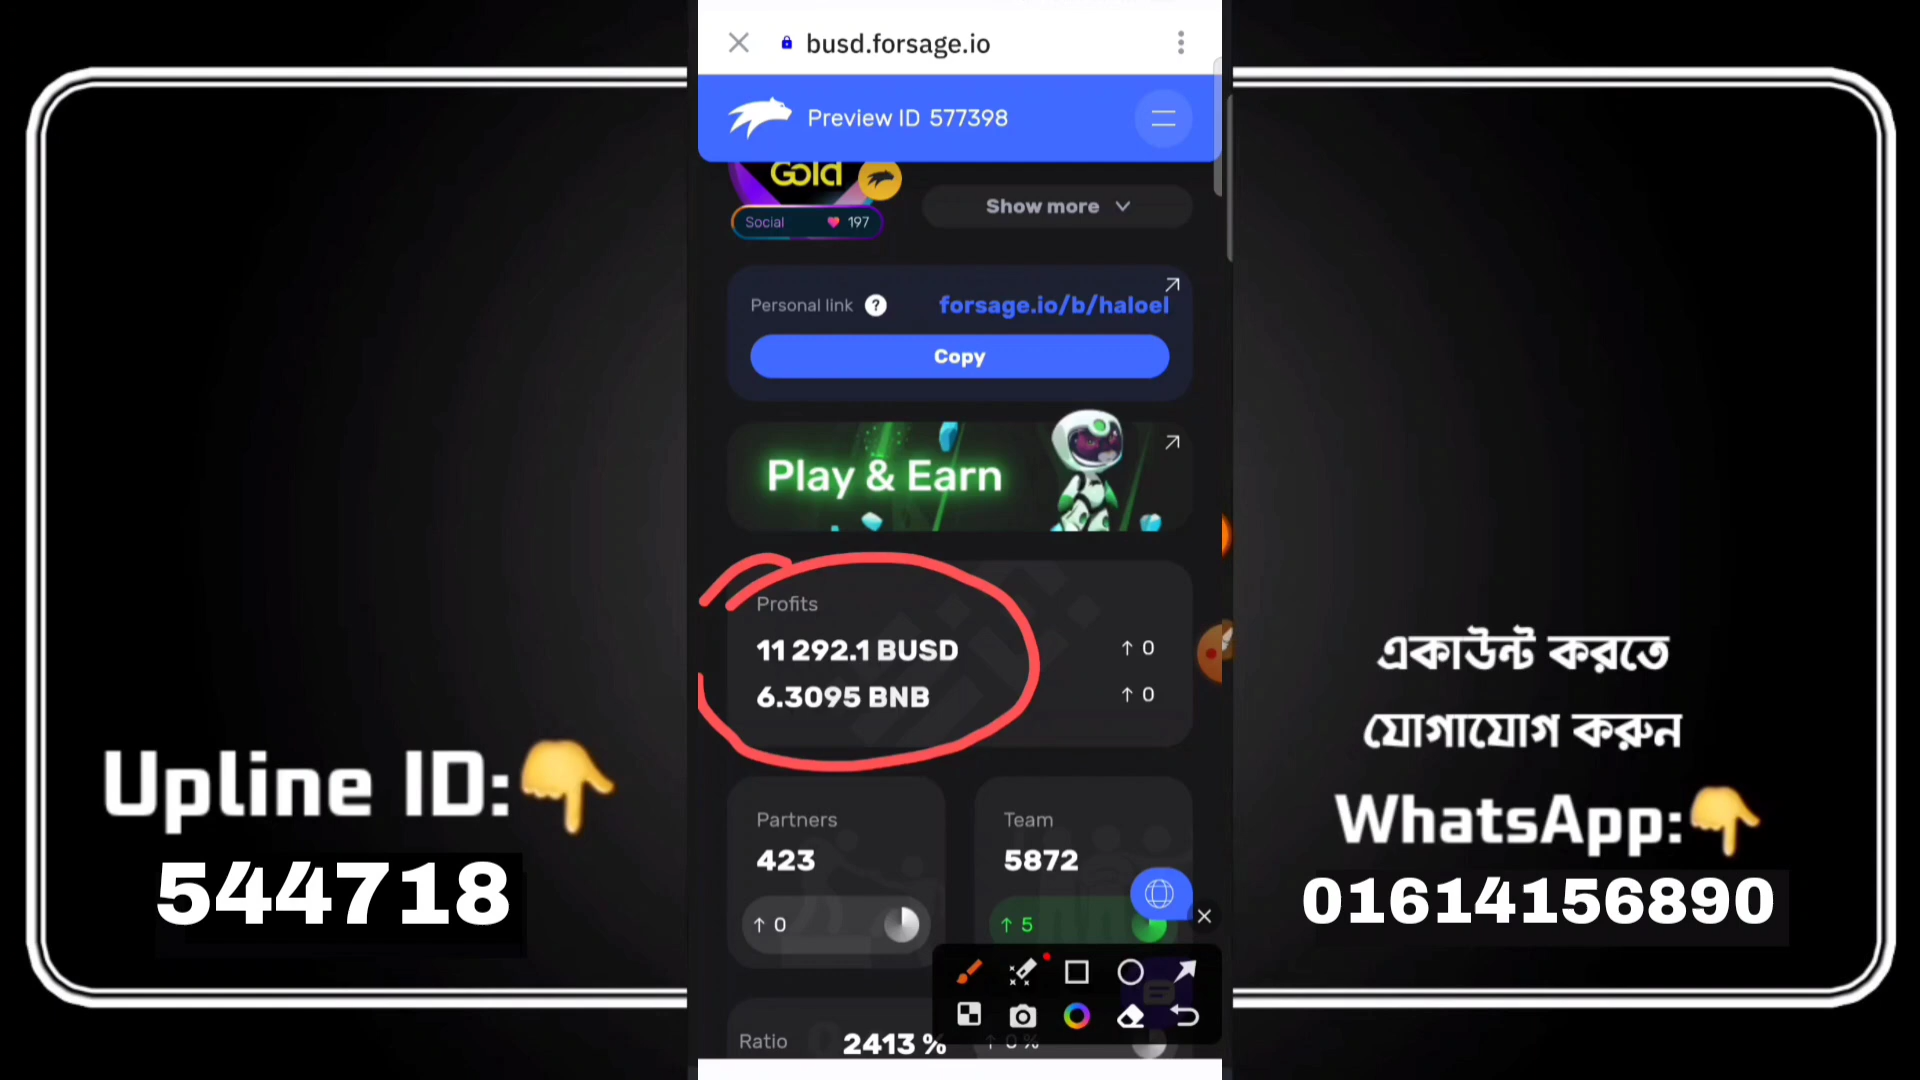 busd.forsage.io
Preview ID 577398
Gold
Social 197
Show more
Personal link ? forsage.io/b/haloel
Copy
Play & Earn
Profits
11 292.1 BUSD ↑ 0
6.3095 BNB ↑ 0
Partners
423
↑ 0
Team
5872
↑ 5
Ratio 2413 % ↑ 0 %
Upline ID:
544718
একাউন্ট করতে
যোগাযোগ করুন
WhatsApp:
01614156890